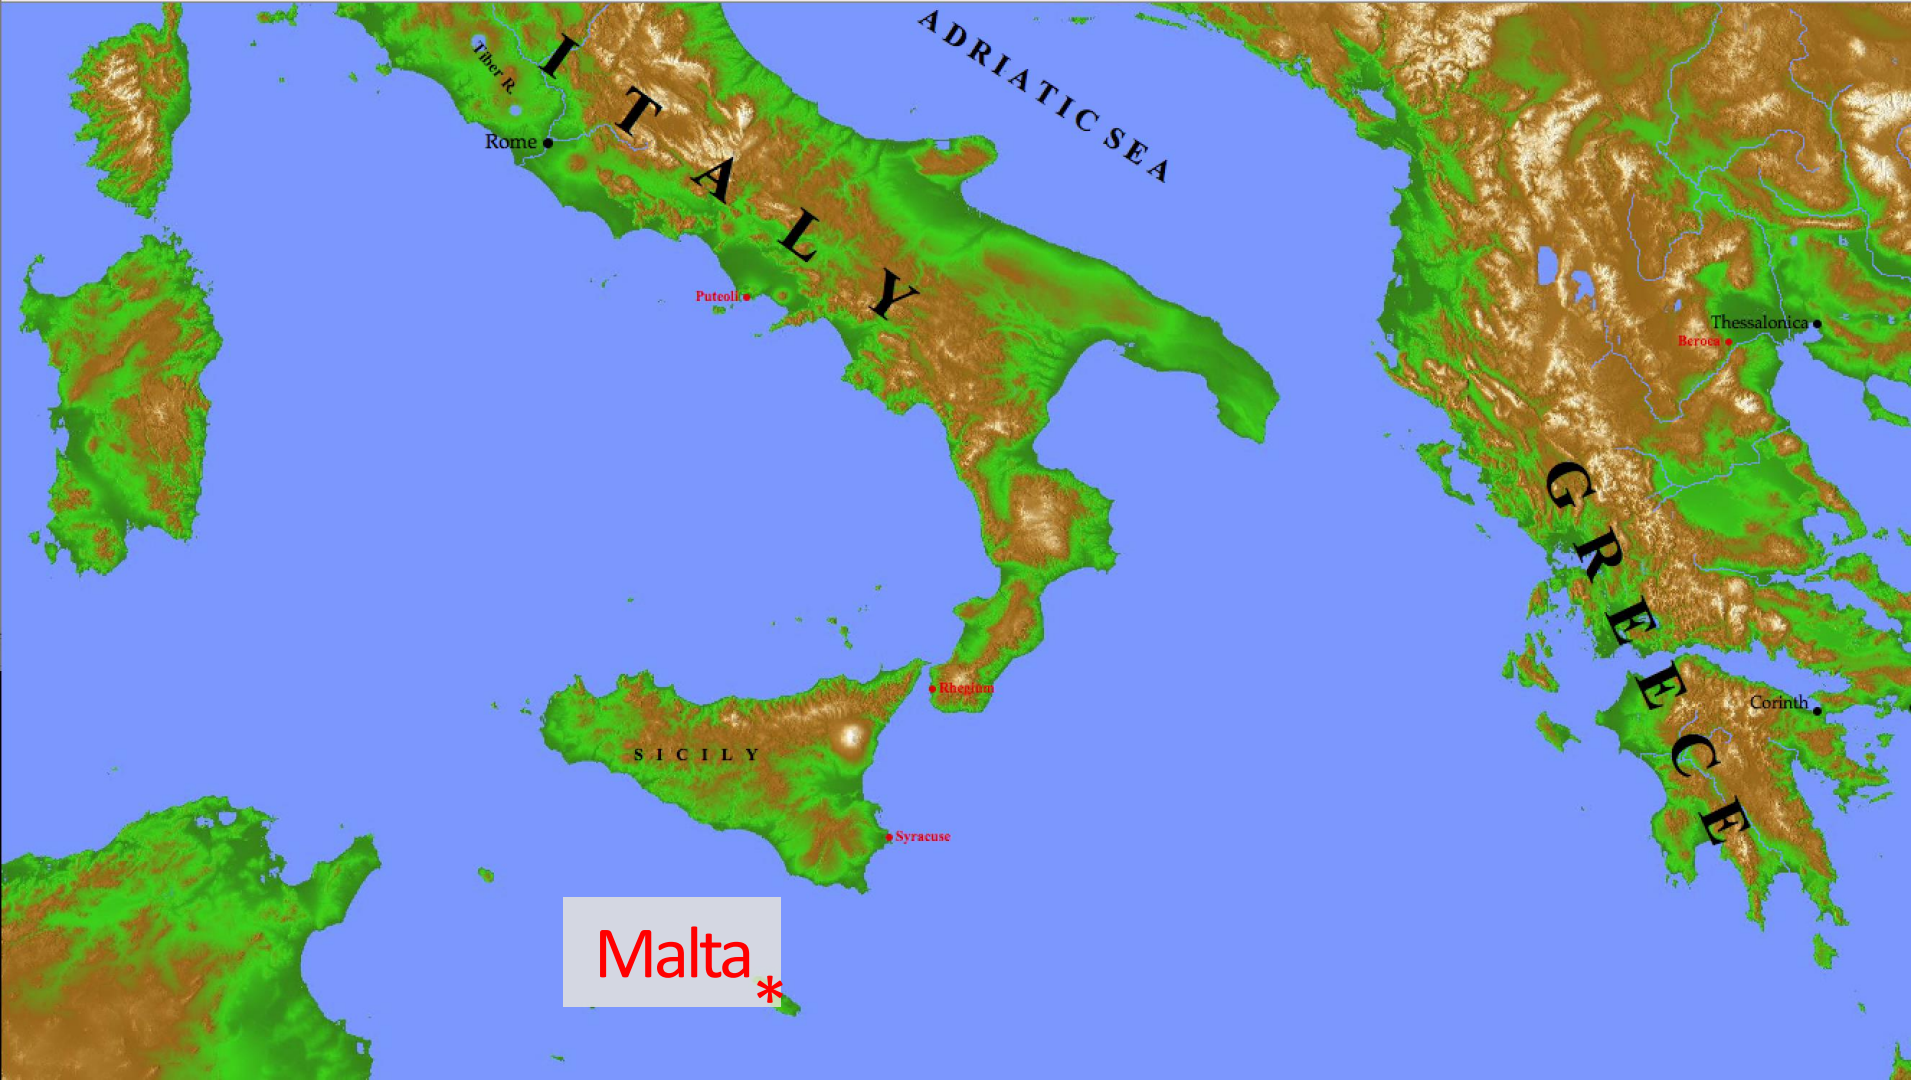 ADRIATIC SEA
ITALY
Tiber R.
Rome
Puteoli
Thessalonica
Beroea
GREECE
Rhegium
Corinth
SICILY
Syracuse
Malta
*